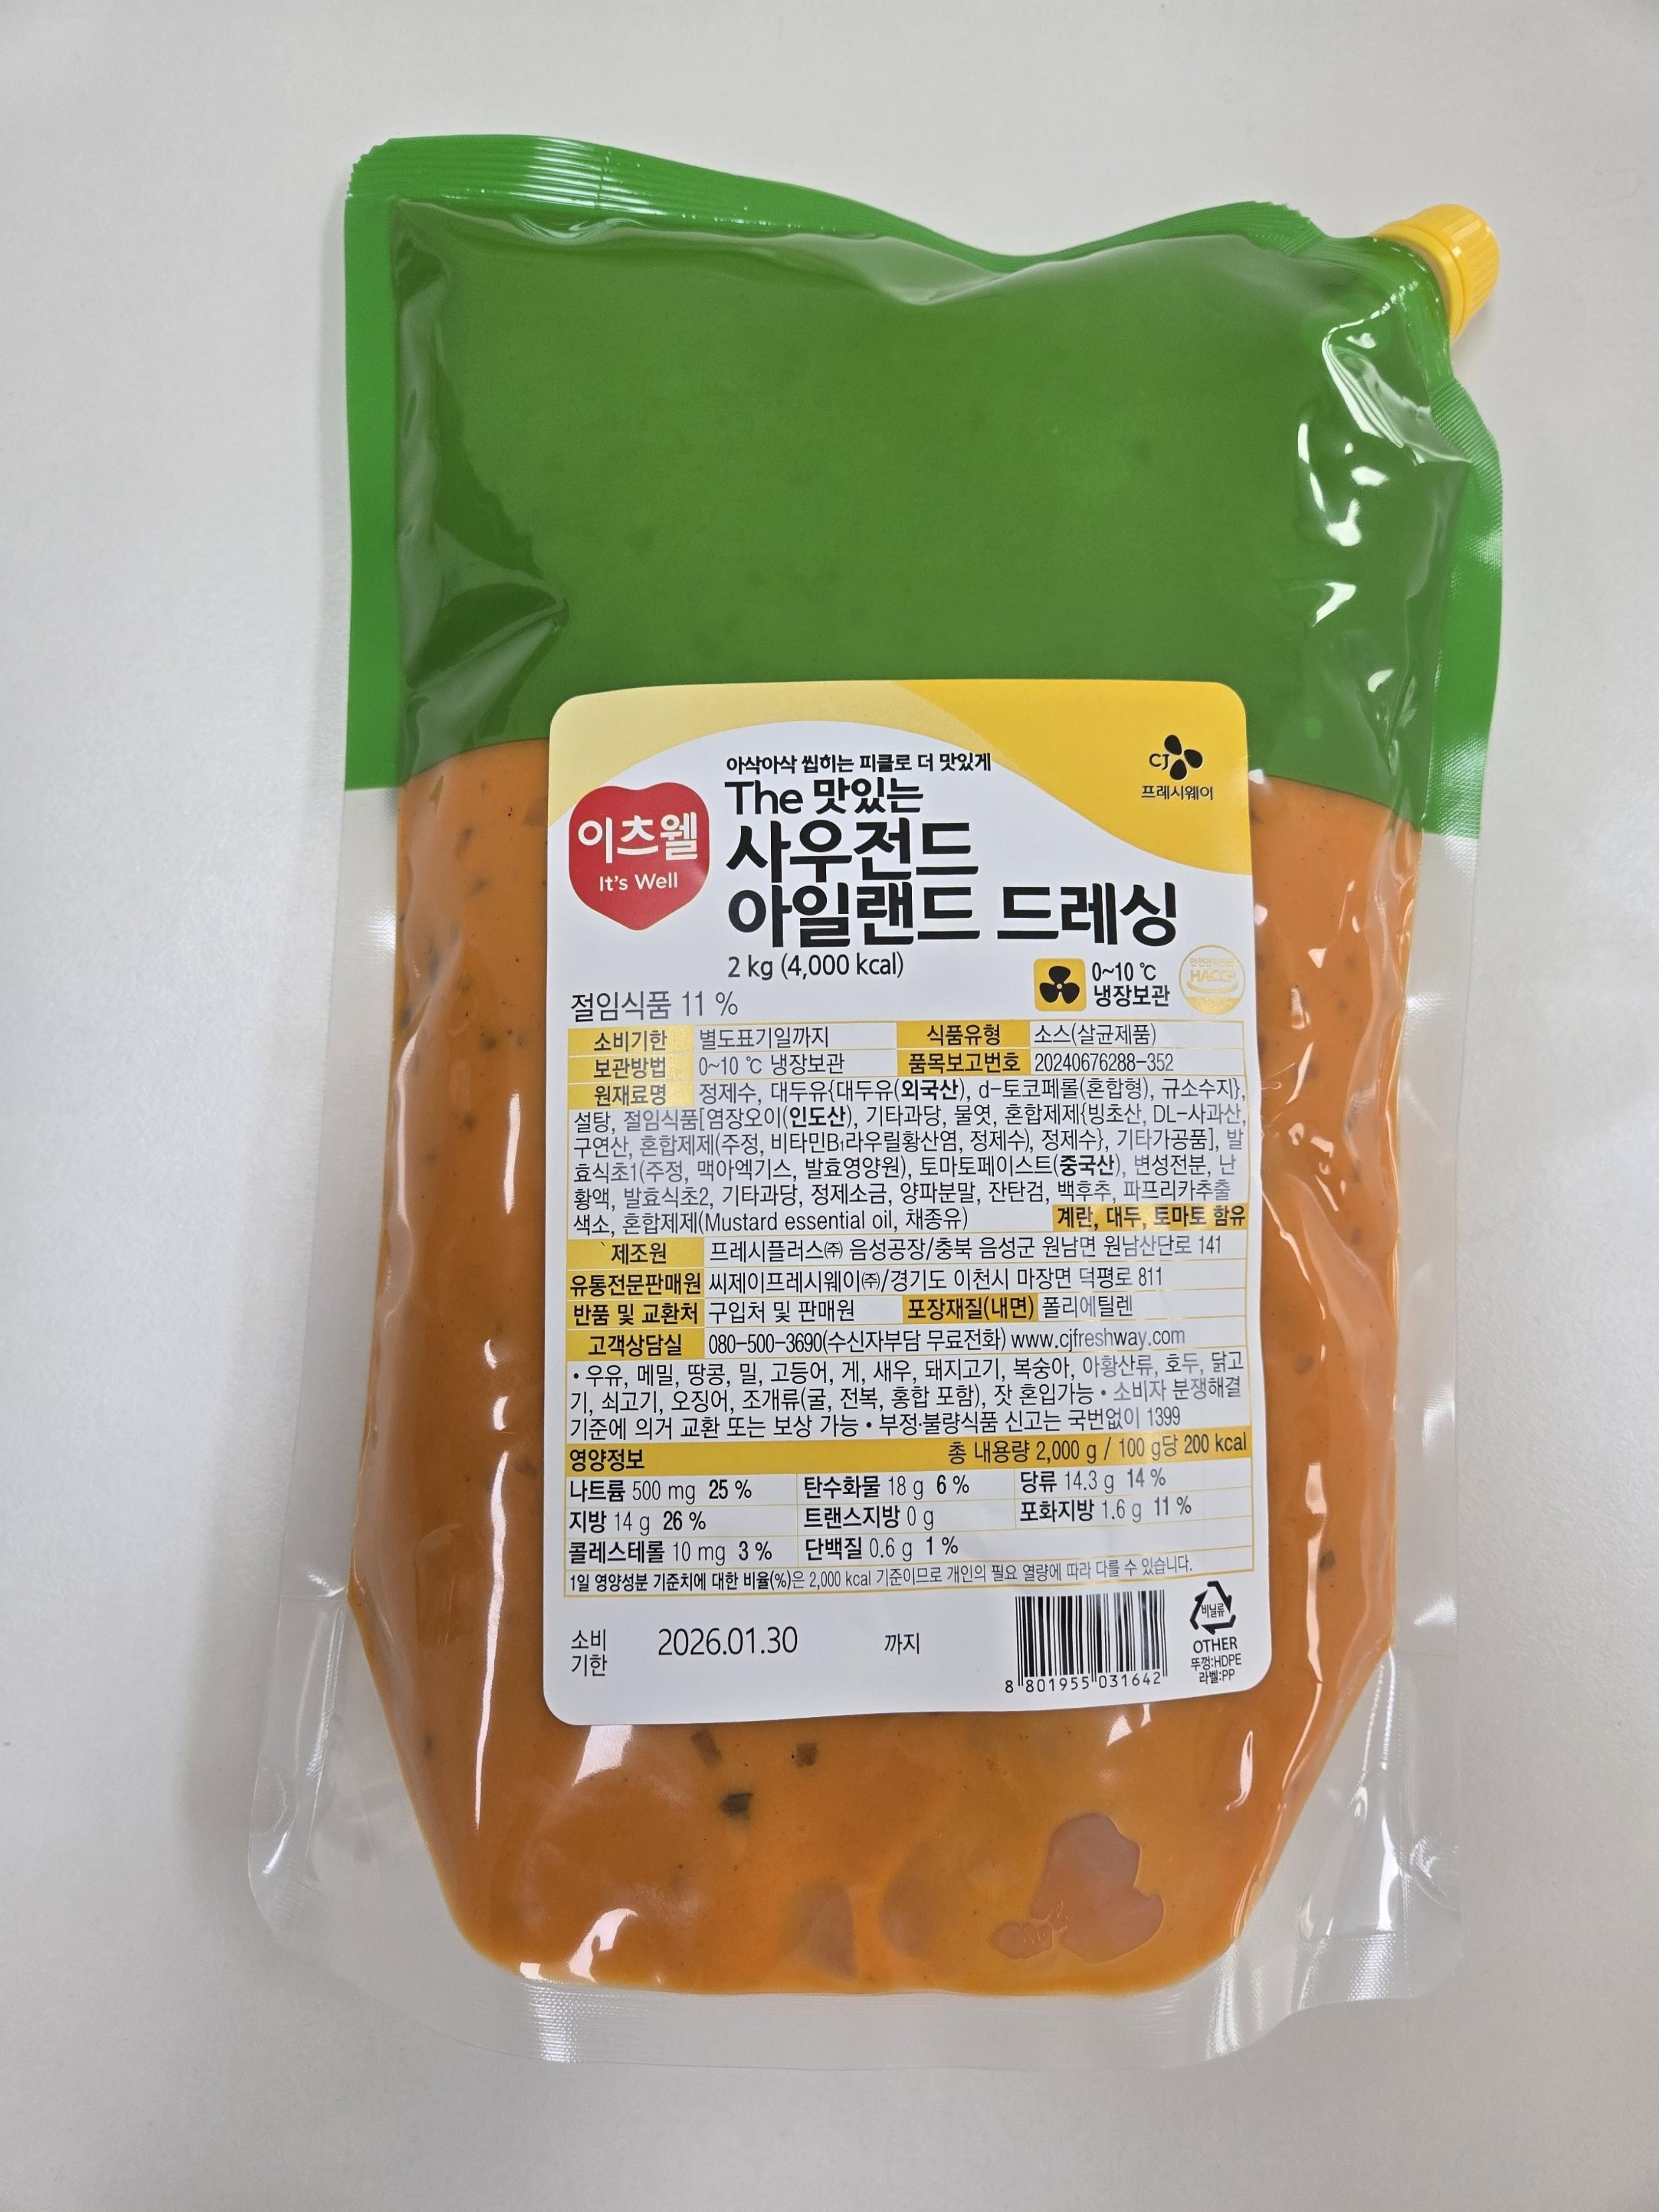 아삭아삭 씹히는 피클로 더 맛있게
The 맛있는
사우전드
아일랜드 드레싱
이츠웰
It's Well
CJ
프레시웨이
2 kg (4,000 kcal)
0~10 ℃
냉장보관
안전관리인증
HACCP
절임식품 11 %
소비기한 별도표기일까지 식품유형 소스(살균제품)
보관방법 0~10 ℃ 냉장보관 품목보고번호 20240676288-352
원재료명 정제수, 대두유{대두유(외국산), d-토코페롤(혼합형), 규소수지},
설탕, 절임식품[염장오이(인도산), 기타과당, 물엿, 혼합제제{빙초산, DL-사과산,
구연산, 혼합제제(주정, 비타민B₁라우릴황산염, 정제수), 정제수}, 기타가공품], 발
효식초1(주정, 맥아엑기스, 발효영양원), 토마토페이스트(중국산), 변성전분, 난
황액, 발효식초2, 기타과당, 정제소금, 양파분말, 잔탄검, 백후추, 파프리카추출
색소, 혼합제제(Mustard essential oil, 채종유) 계란, 대두, 토마토 함유
제조원 프레시플러스㈜ 음성공장/충북 음성군 원남면 원남산단로 141
유통전문판매원 씨제이프레시웨이㈜/경기도 이천시 마장면 덕평로 811
반품 및 교환처 구입처 및 판매원 포장재질(내면) 폴리에틸렌
고객상담실 080-500-3690(수신자부담 무료전화) www.cjfreshway.com
• 우유, 메밀, 땅콩, 밀, 고등어, 게, 새우, 돼지고기, 복숭아, 아황산류, 호두, 닭고
기, 쇠고기, 오징어, 조개류(굴, 전복, 홍합 포함), 잣 혼입가능 • 소비자 분쟁해결
기준에 의거 교환 또는 보상 가능 • 부정·불량식품 신고는 국번없이 1399
영양정보 총 내용량 2,000 g / 100 g당 200 kcal
나트륨 500 mg 25 % 탄수화물 18 g 6 % 당류 14.3 g 14 %
지방 14 g 26 % 트랜스지방 0 g 포화지방 1.6 g 11 %
콜레스테롤 10 mg 3 % 단백질 0.6 g 1 %
1일 영양성분 기준치에 대한 비율(%)은 2,000 kcal 기준이므로 개인의 필요 열량에 따라 다를 수 있습니다.
소비
기한
2026.01.30 까지
8 801955 031642
비닐류
OTHER
뚜껑:HDPE
라벨:PP